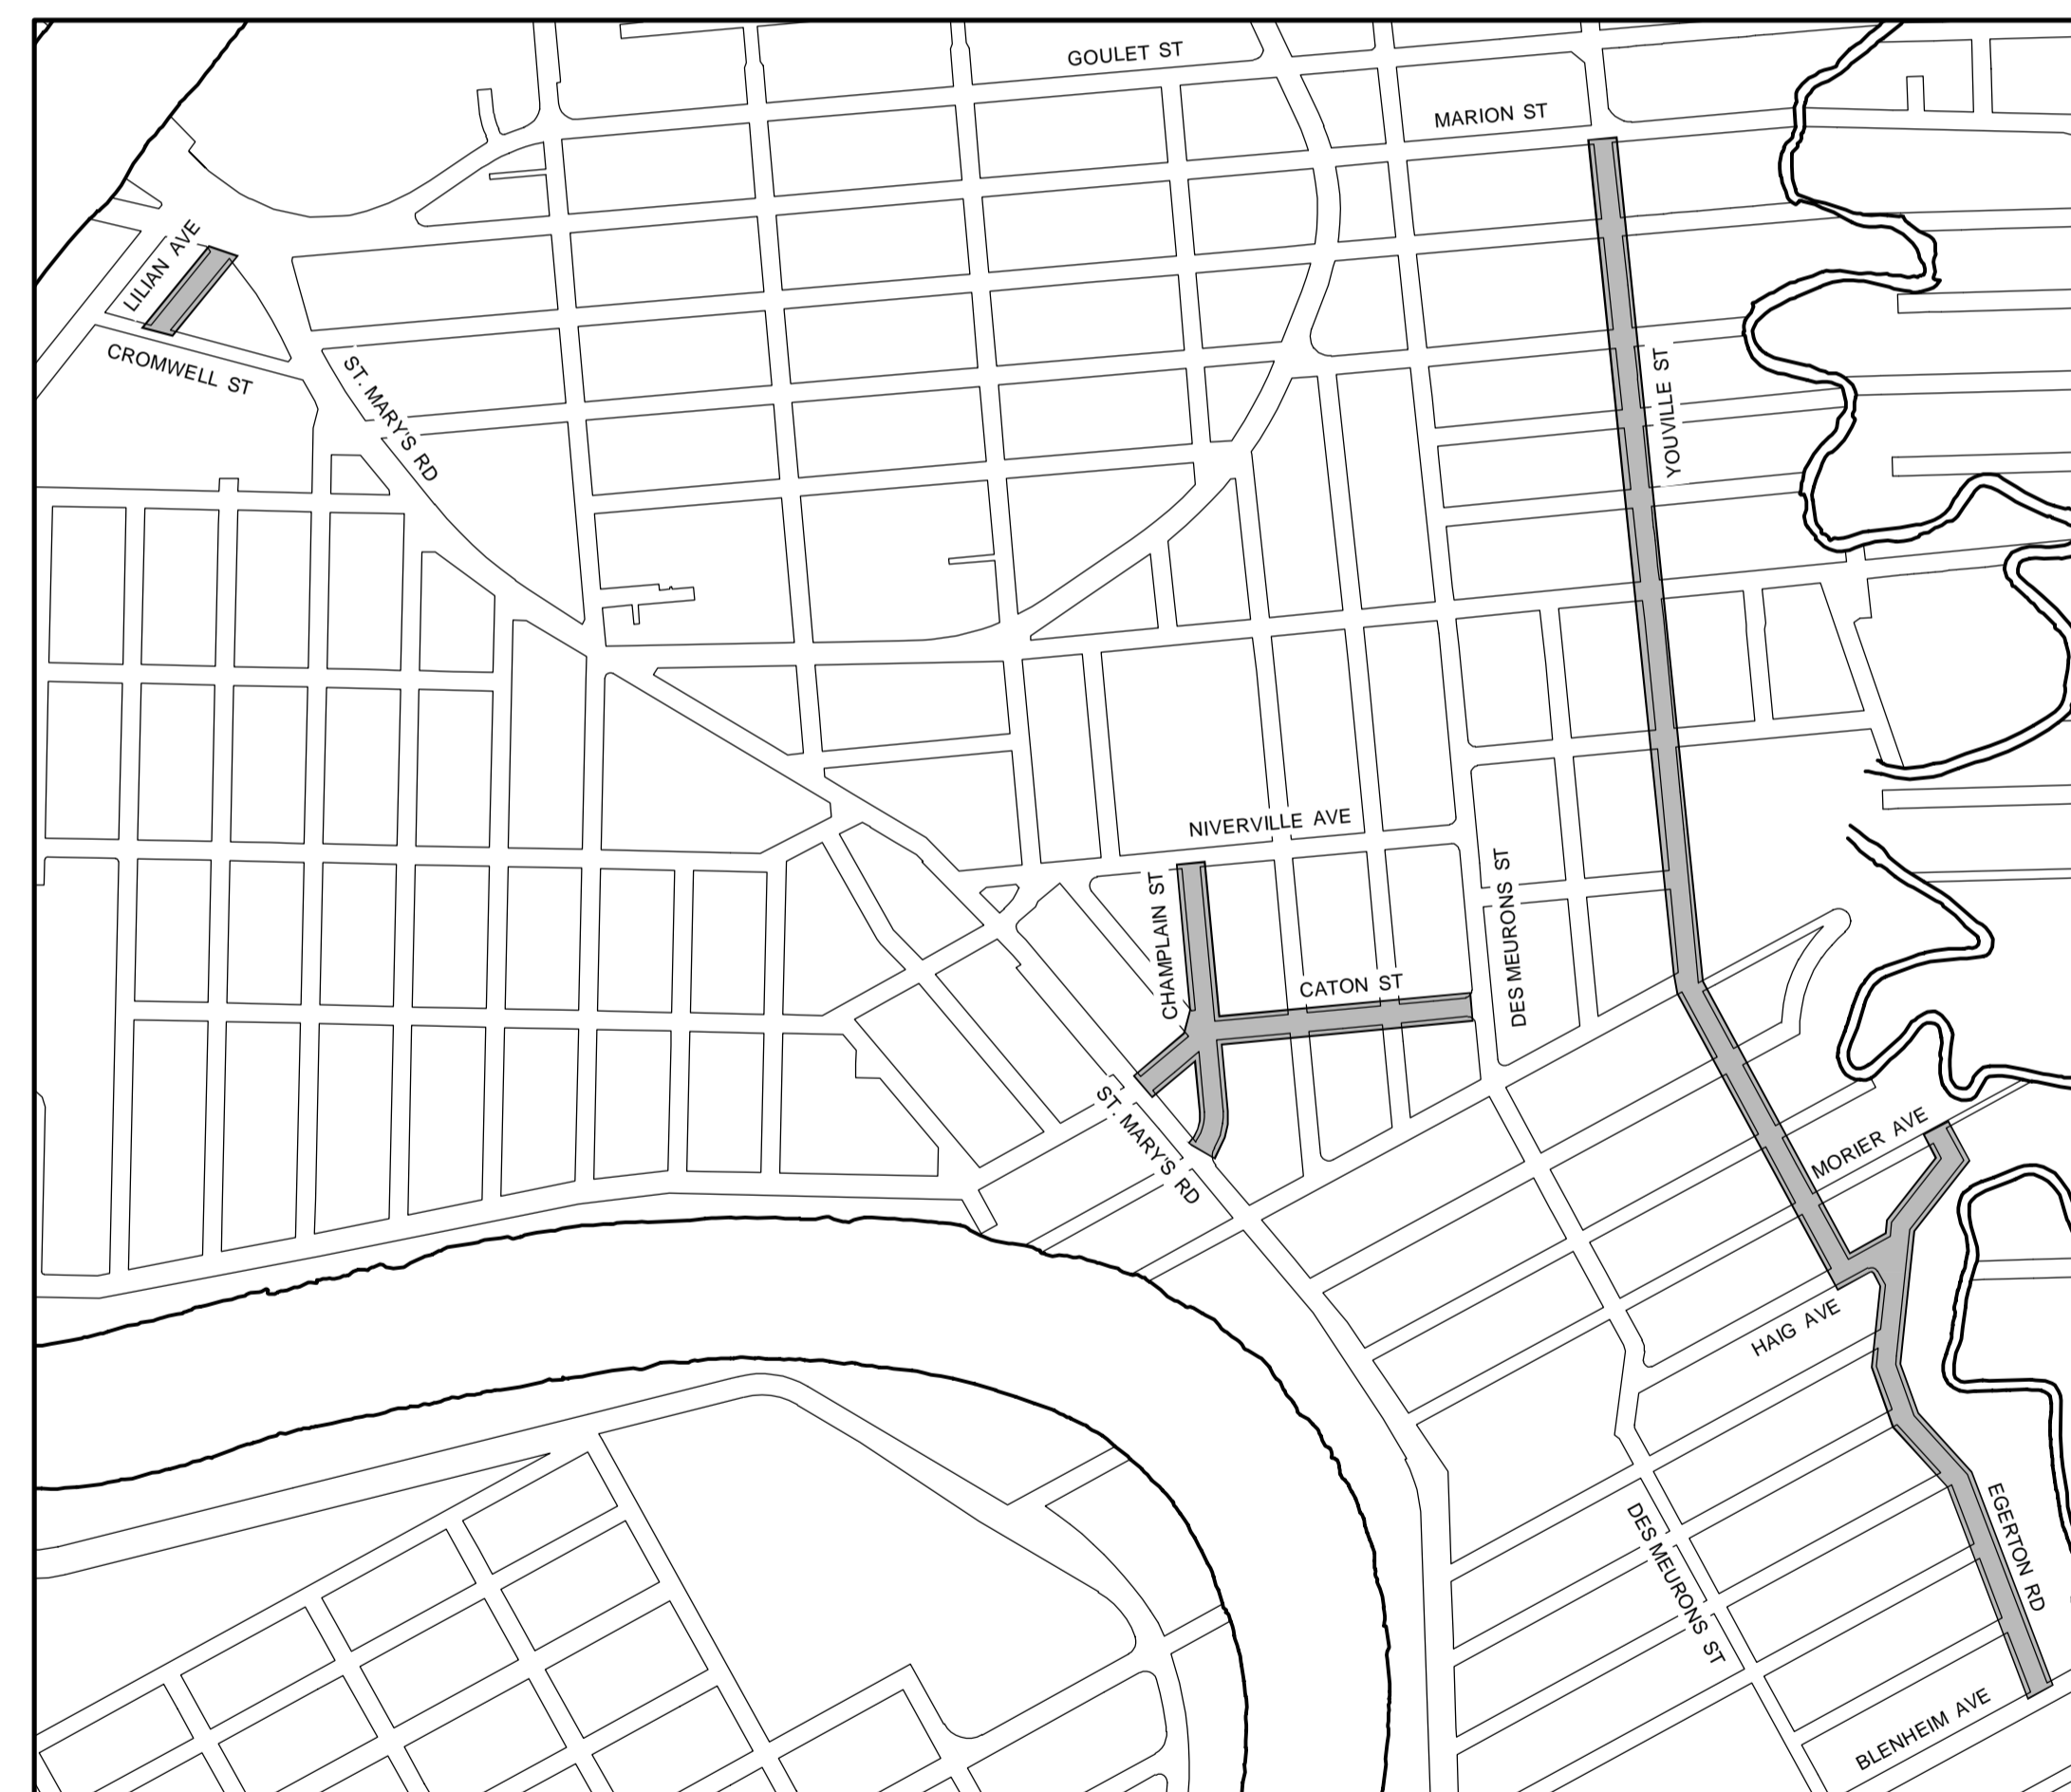 GOULET ST
MARION ST
LILIAN AVE
CROMWELL ST
ST. MARY'S RD
YOUVILLE ST
NIVERVILLE AVE
CHAMPLAIN ST
DES MEURONS ST
CATON ST
ST. MARY'S RD
MORIER AVE
HAIG AVE
EGERTON RD
DES MEURONS ST
BLENHEIM AVE